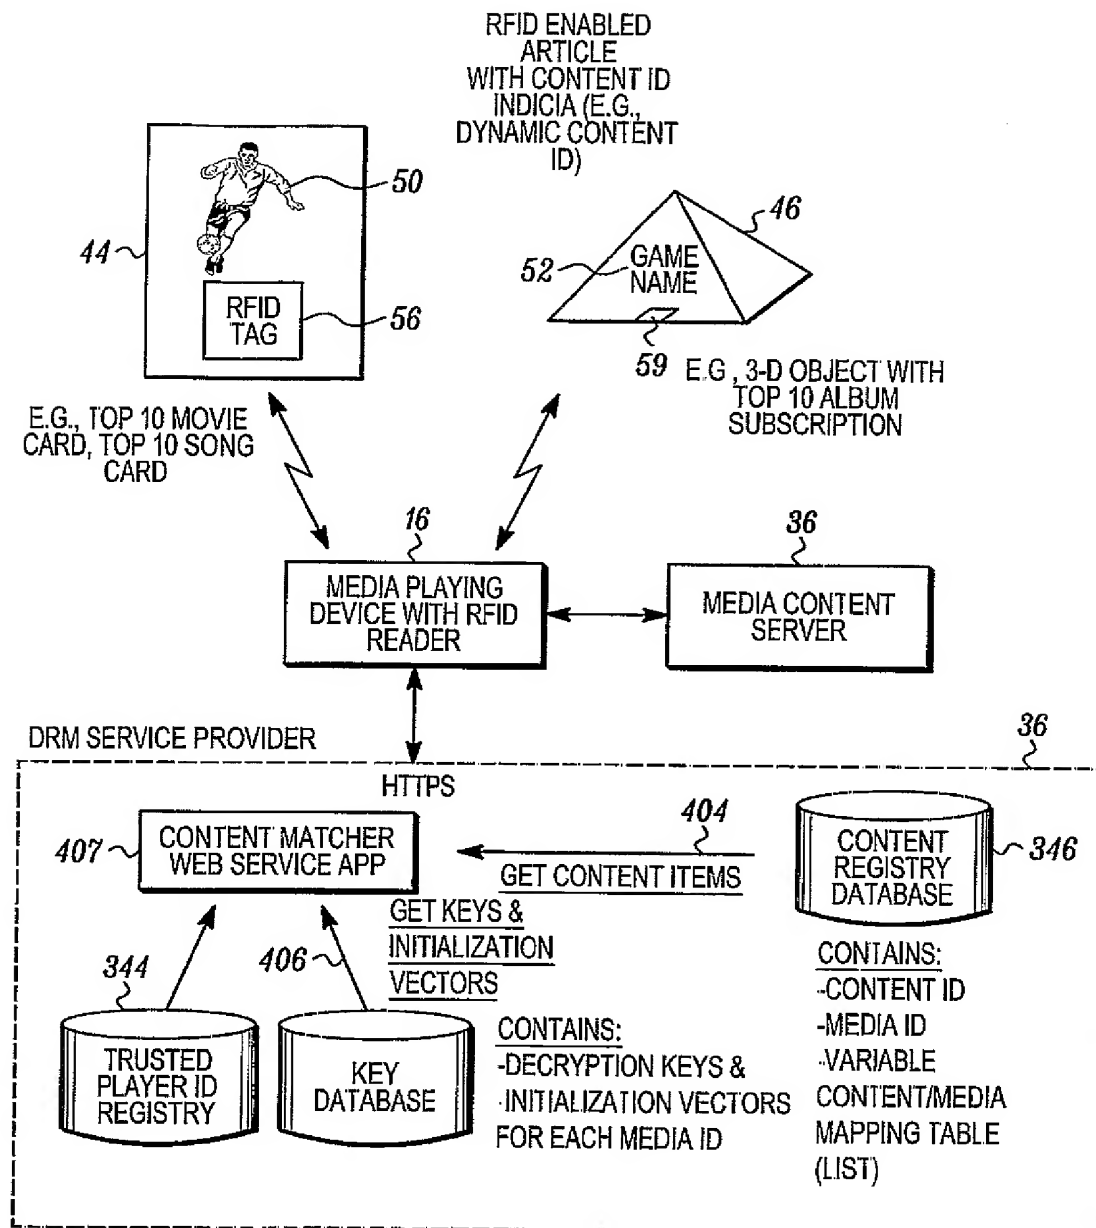 RFID ENABLED
ARTICLE
WITH CONTENT ID
INDICIA (E.G.,
DYNAMIC CONTENT
ID)
50
44
RFID
TAG
56
46
52
GAME
NAME
59
E.G., TOP 10 MOVIE
CARD, TOP 10 SONG
CARD
E.G , 3-D OBJECT WITH
TOP 10 ALBUM
SUBSCRIPTION
16
MEDIA PLAYING
DEVICE WITH RFID
READER
36
MEDIA CONTENT
SERVER
DRM SERVICE PROVIDER
36
HTTPS
407
CONTENT MATCHER
WEB SERVICE APP
404
GET CONTENT ITEMS
CONTENT
REGISTRY
DATABASE
346
GET KEYS &
INITIALIZATION
VECTORS
406
344
TRUSTED
PLAYER ID
REGISTRY
KEY
DATABASE
CONTAINS:
-DECRYPTION KEYS &
-INITIALIZATION VECTORS
FOR EACH MEDIA ID
CONTAINS:
-CONTENT ID
-MEDIA ID
-VARIABLE
CONTENT/MEDIA
MAPPING TABLE
(LIST)